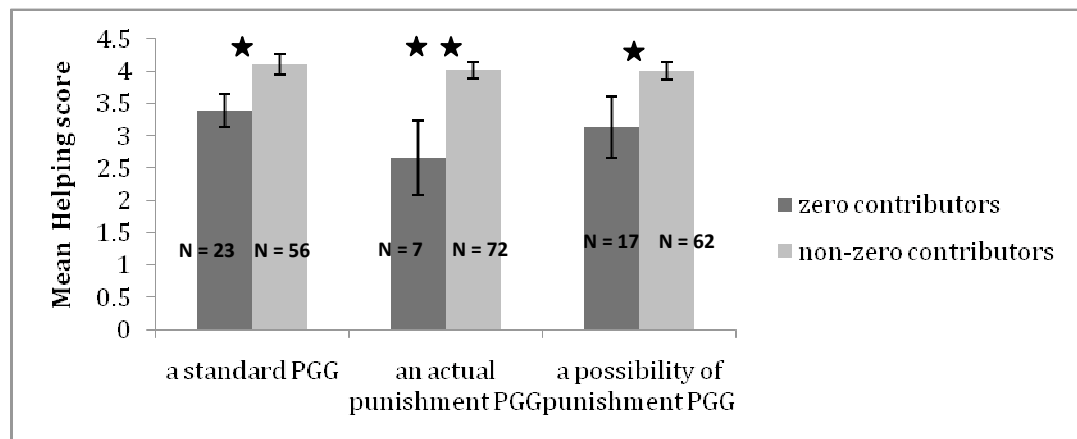 Mean Helping score
4.5
4
3.5
3
2.5
2
1.5
1
0.5
0
N = 23 N = 56
N = 7 N = 72
N = 17 N = 62
a standard PGG
an actual
punishment PGG
a possibility of
punishment PGG
zero contributors
non-zero contributors